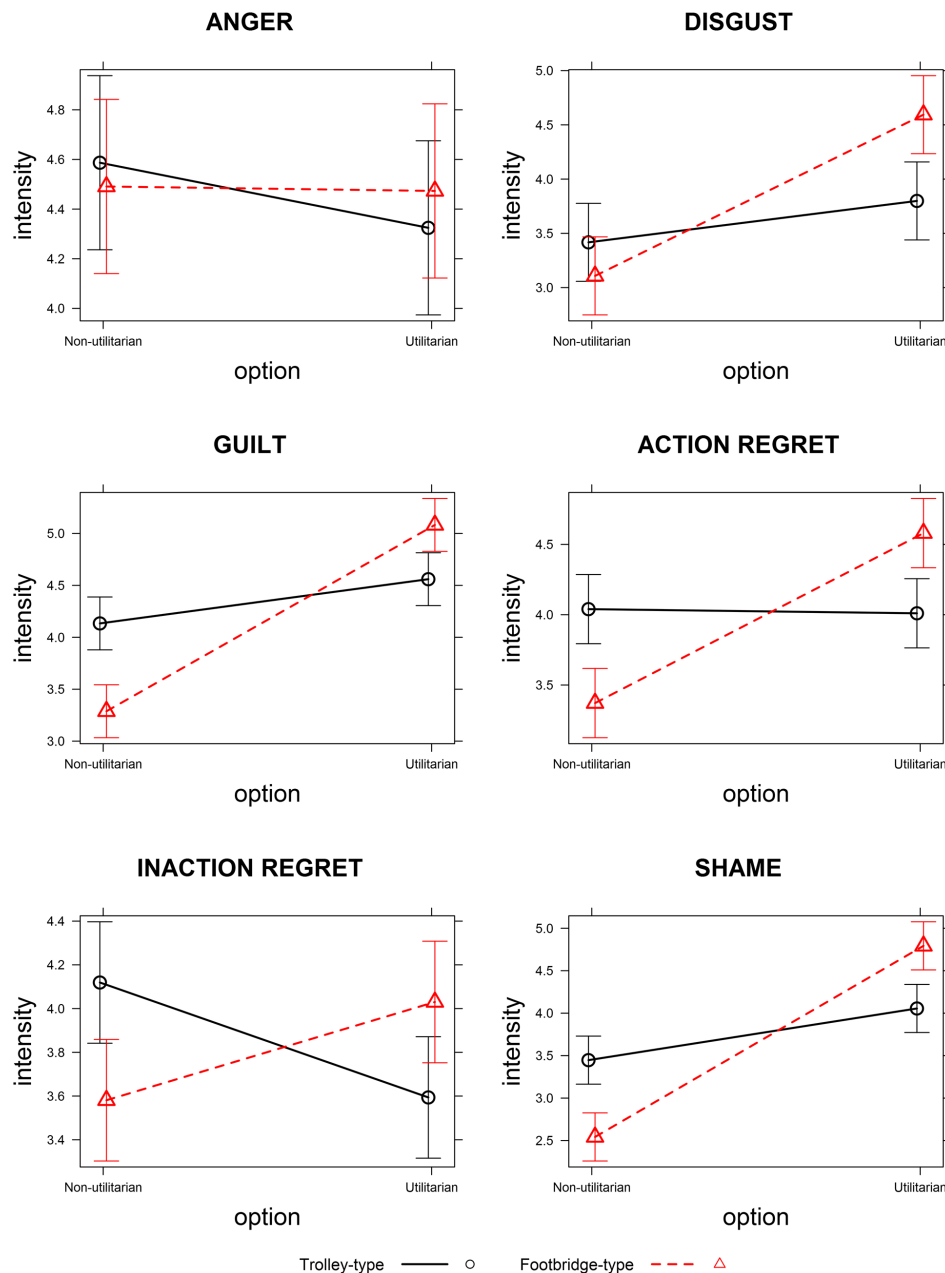 ANGER
intensity
4.8
4.6
4.4
4.2
4.0
Non-utilitarian
Utilitarian
option
DISGUST
intensity
5.0
4.5
4.0
3.5
3.0
Non-utilitarian
Utilitarian
option
GUILT
intensity
5.0
4.5
4.0
3.5
3.0
Non-utilitarian
Utilitarian
option
ACTION REGRET
intensity
4.5
4.0
3.5
Non-utilitarian
Utilitarian
option
INACTION REGRET
intensity
4.4
4.2
4.0
3.8
3.6
3.4
Non-utilitarian
Utilitarian
option
SHAME
intensity
5.0
4.5
4.0
3.5
3.0
2.5
Non-utilitarian
Utilitarian
option
Trolley-type
Footbridge-type